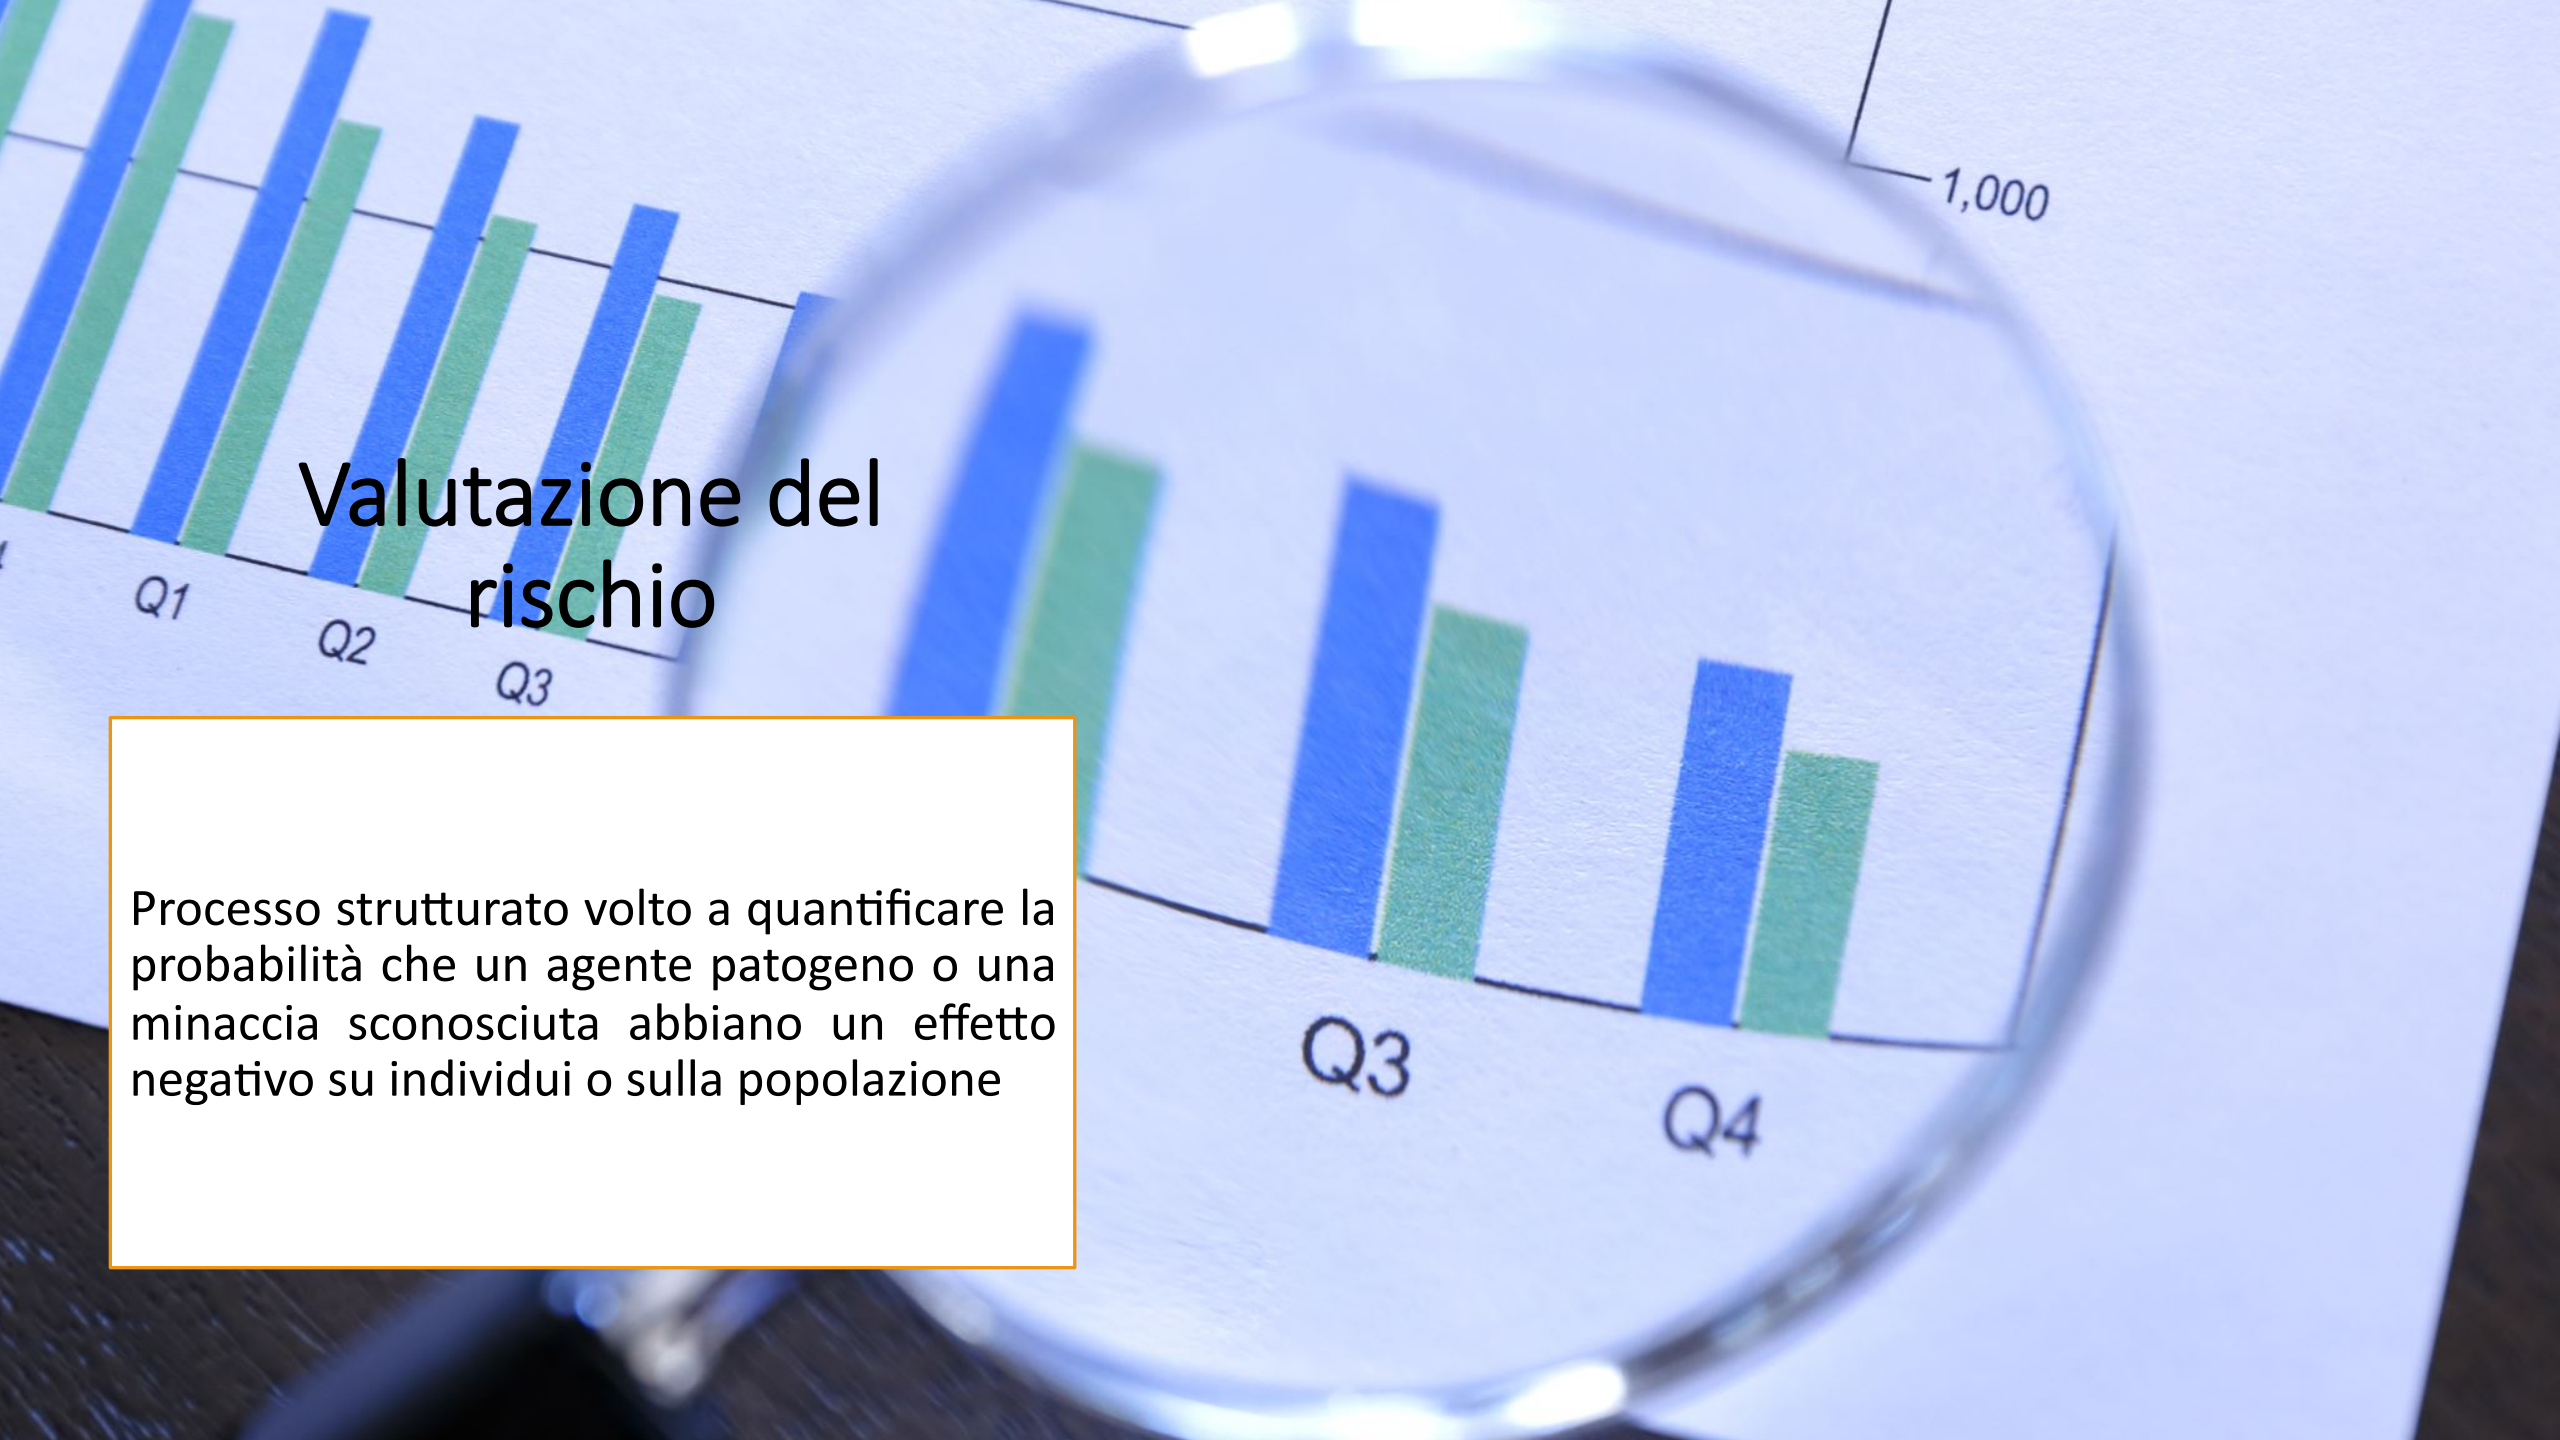 1,000
Valutazione del
rischio
Q1
Q2
Q3
Processo strutturato volto a quantificare la
probabilità che un agente patogeno o una
minaccia sconosciuta abbiano un effetto
negativo su individui o sulla popolazione
Q3
Q4